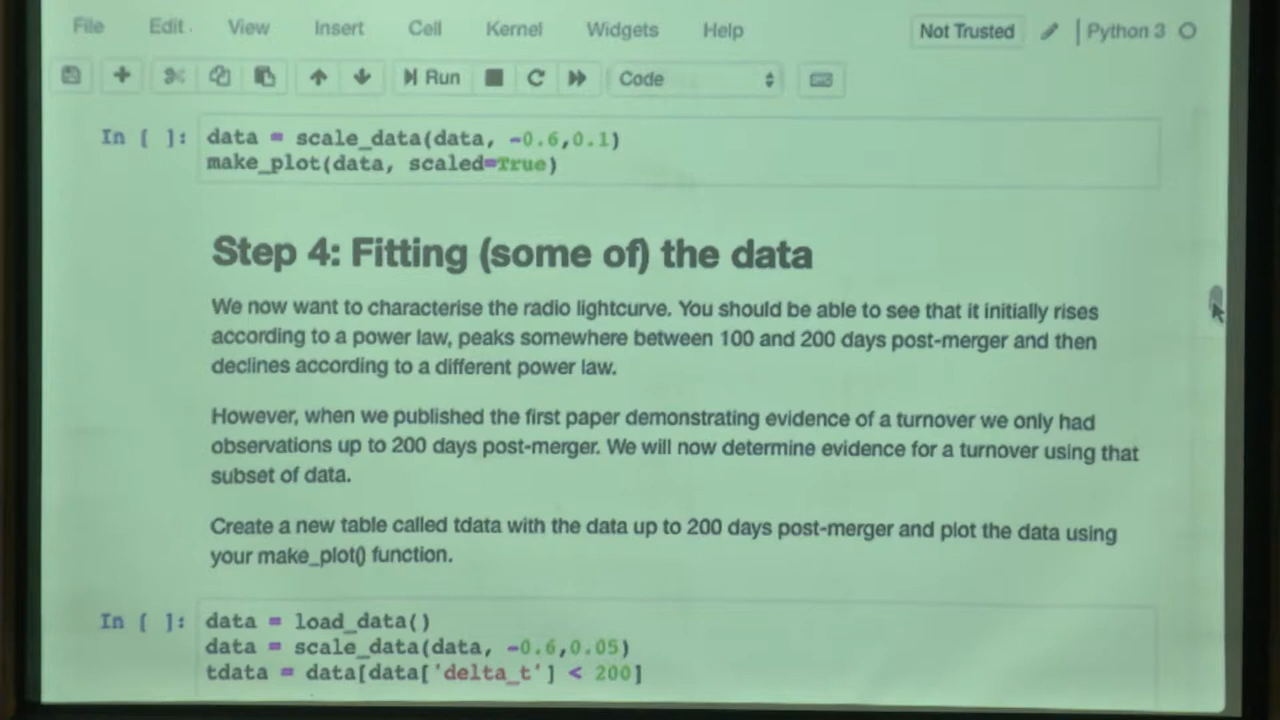 File Edit View Insert Cell Kernel Widgets Help Not Trusted Python 3
Run Code
In [ ]: data = scale_data(data, -0.6,0.1)
make_plot(data, scaled=True)
Step 4: Fitting (some of) the data
We now want to characterise the radio lightcurve. You should be able to see that it initially rises
according to a power law, peaks somewhere between 100 and 200 days post-merger and then
declines according to a different power law.
However, when we published the first paper demonstrating evidence of a turnover we only had
observations up to 200 days post-merger. We will now determine evidence for a turnover using that
subset of data.
Create a new table called tdata with the data up to 200 days post-merger and plot the data using
your make_plot() function.
In [ ]: data = load_data()
data = scale_data(data, -0.6,0.05)
tdata = data[data['delta_t'] < 200]